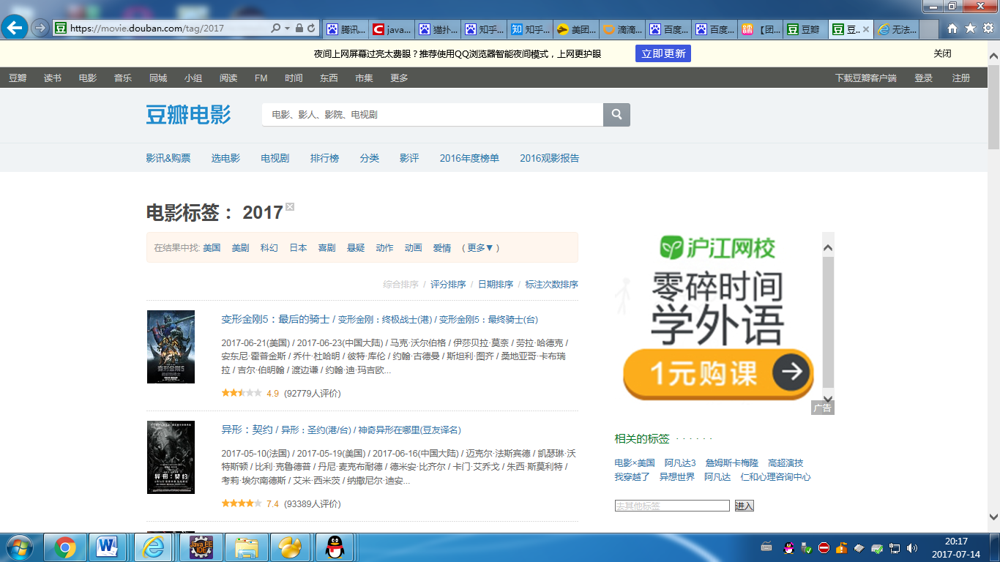 https://movie.douban.com/tag/2017
腾讯...
java...
猫扑...
知乎...
知乎...
美团...
滴滴...
百度...
百度...
【团...
豆瓣
豆...
无法...
夜间上网屏幕过亮太费眼？推荐使用QQ浏览器智能夜间模式，上网更护眼
立即更新
关闭
豆瓣 读书 电影 音乐 同城 小组 阅读 FM 时间 东西 市集 更多 下载豆瓣客户端 登录 注册
豆瓣电影
电影、影人、影院、电视剧
影讯&购票 选电影 电视剧 排行榜 分类 影评 2016年度榜单 2016观影报告
电影标签： 2017
在结果中找: 美国 美剧 科幻 日本 喜剧 悬疑 动作 动画 爱情 （更多▼）
综合排序 / 评分排序 / 日期排序 / 标注次数排序
变形金刚5：最后的骑士 / 变形金刚：终极战士(港) / 变形金刚5：最终骑士(台)
2017-06-21(美国) / 2017-06-23(中国大陆) / 马克·沃尔伯格 / 伊莎贝拉·莫奈 / 劳拉·哈德克 /
安东尼·霍普金斯 / 乔什·杜哈明 / 彼特·库伦 / 约翰·古德曼 / 斯坦利·图齐 / 桑地亚哥·卡布瑞
拉 / 吉尔·伯明翰 / 渡边谦 / 约翰·迪·玛吉欧...
4.9 (92779人评价)
变形金刚5
异形：契约 / 异形：圣约(港/台) / 神奇异形在哪里(豆友译名)
2017-05-10(法国) / 2017-05-19(美国) / 2017-06-16(中国大陆) / 迈克尔·法斯宾德 / 凯瑟琳·沃
特斯顿 / 比利·克鲁德普 / 丹尼·麦克布耐德 / 德米安·比齐尔 / 卡门·艾乔戈 / 朱西·斯莫利特 /
考莉·埃尔南德斯 / 艾米·西米茨 / 纳撒尼尔·迪安...
7.4 (93389人评价)
异形：契约
沪江网校
零碎时间
学外语
1元购课
广告
相关的标签 · · · · · ·
电影×美国 阿凡达3 詹姆斯卡梅隆 高超演技
我穿越了 异想世界 阿凡达 仁和心理咨询中心
去其他标签 进入
Java EE
IDE
20:17
2017-07-14